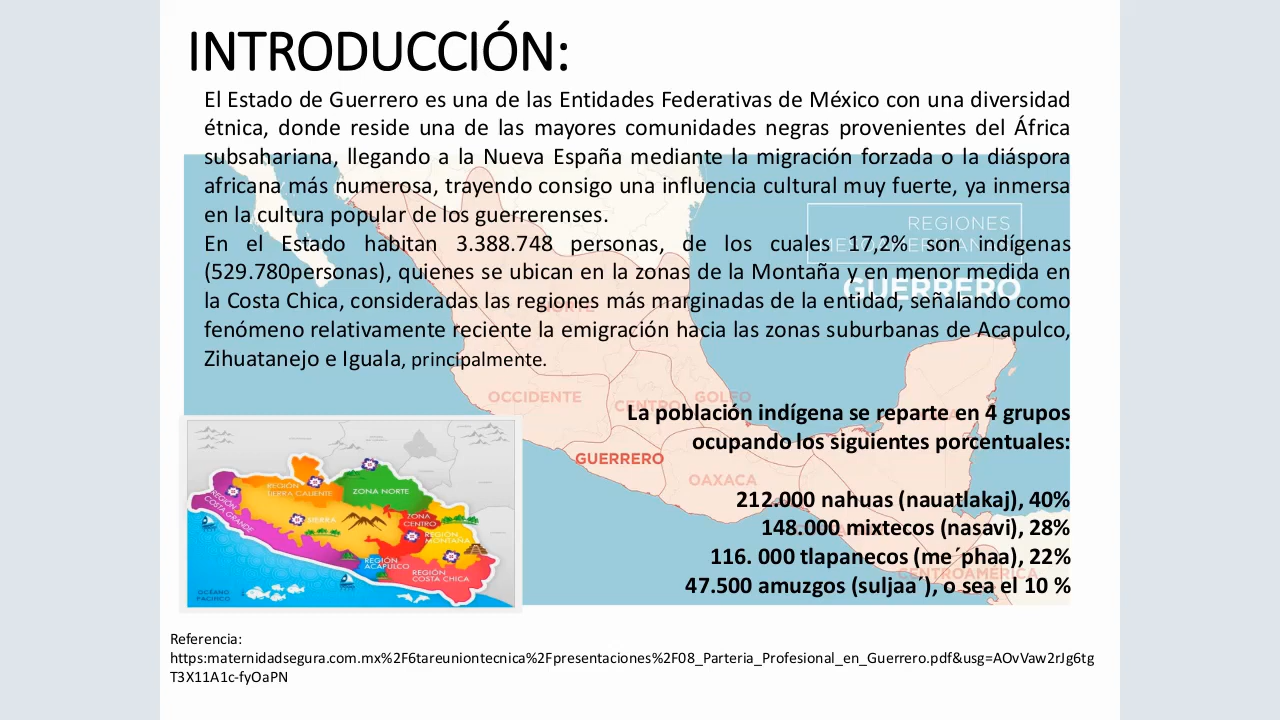 INTRODUCCIÓN:
El Estado de Guerrero es una de las Entidades Federativas de México con una diversidad
étnica, donde reside una de las mayores comunidades negras provenientes del África
subsahariana, llegando a la Nueva España mediante la migración forzada o la diáspora
africana más numerosa, trayendo consigo una influencia cultural muy fuerte, ya inmersa
en la cultura popular de los guerrerenses.
En el Estado habitan 3.388.748 personas, de los cuales 17,2% son indígenas
(529.780personas), quienes se ubican en la zonas de la Montaña y en menor medida en
la Costa Chica, consideradas las regiones más marginadas de la entidad, señalando como
fenómeno relativamente reciente la emigración hacia las zonas suburbanas de Acapulco,
Zihuatanejo e Iguala, principalmente.
REGIONES
GUERRERO
NORTE
OCCIDENTE
CENTRO
GOLFO
GUERRERO
OAXACA
CENTROAMÉRICA
La población indígena se reparte en 4 grupos
ocupando los siguientes porcentuales:
212.000 nahuas (nauatlakaj), 40%
148.000 mixtecos (nasavi), 28%
116. 000 tlapanecos (me´phaa), 22%
47.500 amuzgos (suljaa´), o sea el 10 %
REGIÓN
TIERRA CALIENTE
ZONA NORTE
REGIÓN
COSTA GRANDE
SIERRA
ZONA
CENTRO
REGIÓN
MONTAÑA
REGIÓN
ACAPULCO
REGIÓN
COSTA CHICA
OCÉANO
PACÍFICO
Referencia:
https:maternidadsegura.com.mx%2F6tareuniontecnica%2Fpresentaciones%2F08_Parteria_Profesional_en_Guerrero.pdf&usg=AOvVaw2rJg6tg
T3X11A1c-fyOaPN